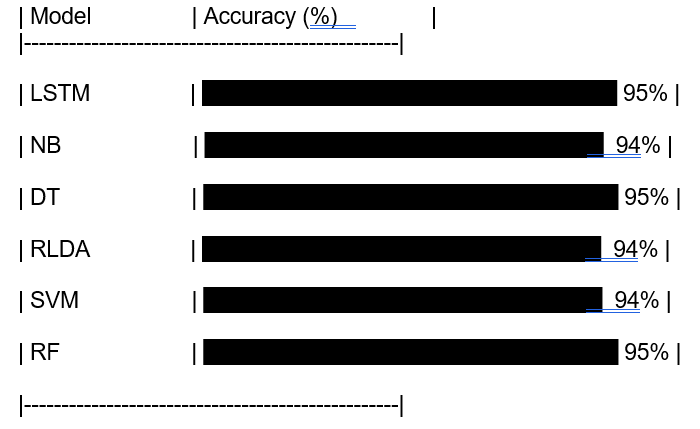 | Model | Accuracy (%) |
|--------------------------------------------------|
| LSTM | ████████████████ 95% |
| NB | ███████████████ 94% |
| DT | ████████████████ 95% |
| RLDA | ███████████████ 94% |
| SVM | ███████████████ 94% |
| RF | ████████████████ 95% |
|--------------------------------------------------|